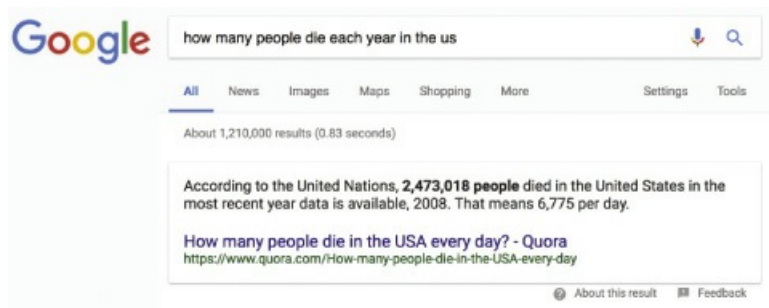 Google
how many people die each year in the us
All News Images Maps Shopping More Settings Tools
About 1,210,000 results (0.83 seconds)
According to the United Nations, 2,473,018 people died in the United States in the
most recent year data is available, 2008. That means 6,775 per day.
How many people die in the USA every day? - Quora
https://www.quora.com/How-many-people-die-in-the-USA-every-day
About this result Feedback